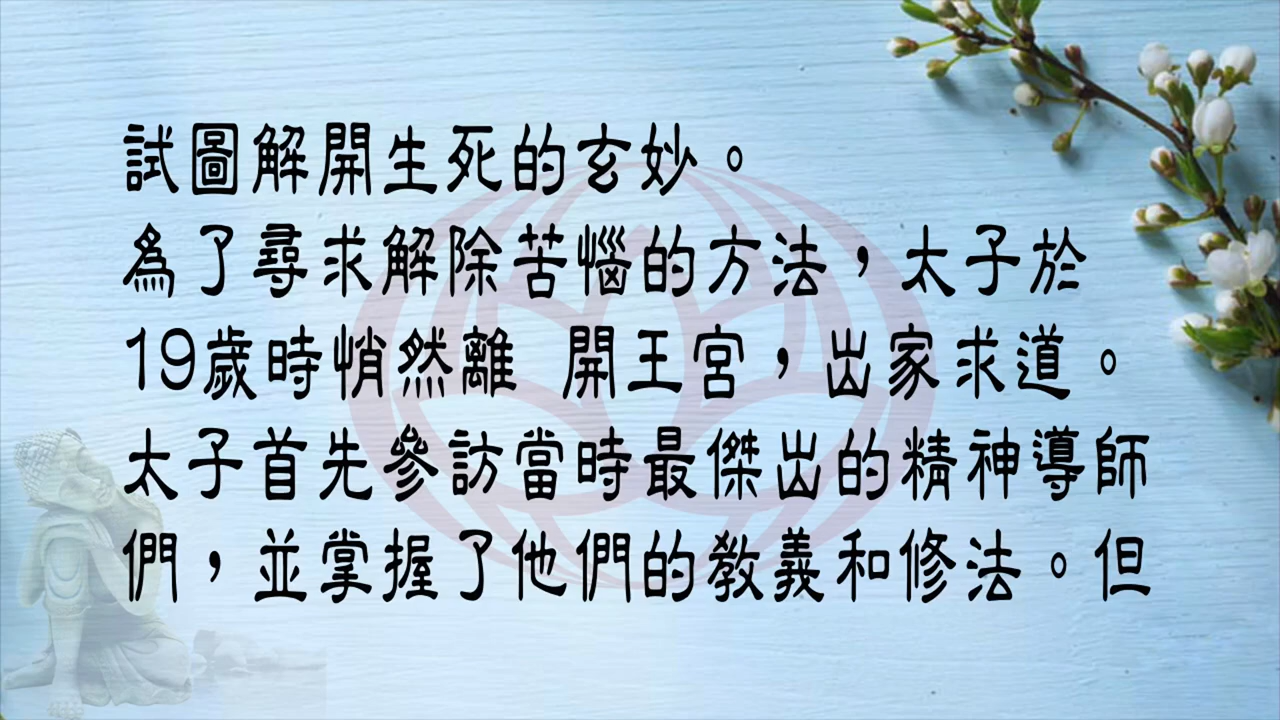 試圖解開生死的玄妙。
為了尋求解除苦惱的方法，太子於
19歲時悄然離 開王宮，出家求道。
太子首先參訪當時最傑出的精神導師
們，並掌握了他們的教義和修法。但